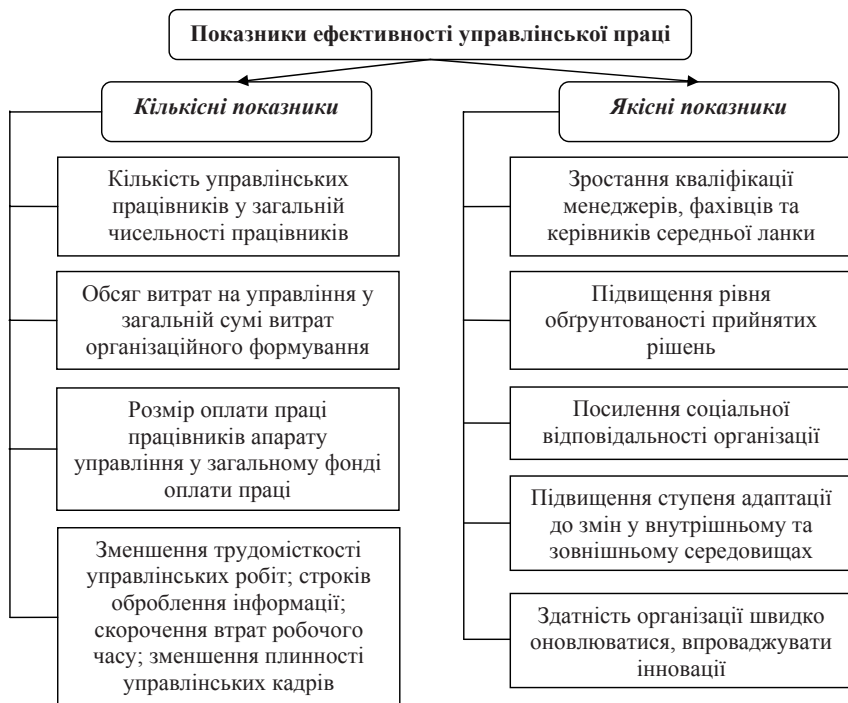 Показники ефективності управлінської праці
Кількісні показники
Кількість управлінських
працівників у загальній
чисельності працівників
Обсяг витрат на управління у
загальній сумі витрат
організаційного формування
Розмір оплати праці
працівників апарату
управління у загальному фонді
оплати праці
Зменшення трудомісткості
управлінських робіт; строків
оброблення інформації;
скорочення втрат робочого
часу; зменшення плинності
управлінських кадрів
Якісні показники
Зростання кваліфікації
менеджерів, фахівців та
керівників середньої ланки
Підвищення рівня
обґрунтованості прийнятих
рішень
Посилення соціальної
відповідальності організації
Підвищення ступеня адаптації
до змін у внутрішньому та
зовнішньому середовищах
Здатність організації швидко
оновлюватися, впроваджувати
інновації